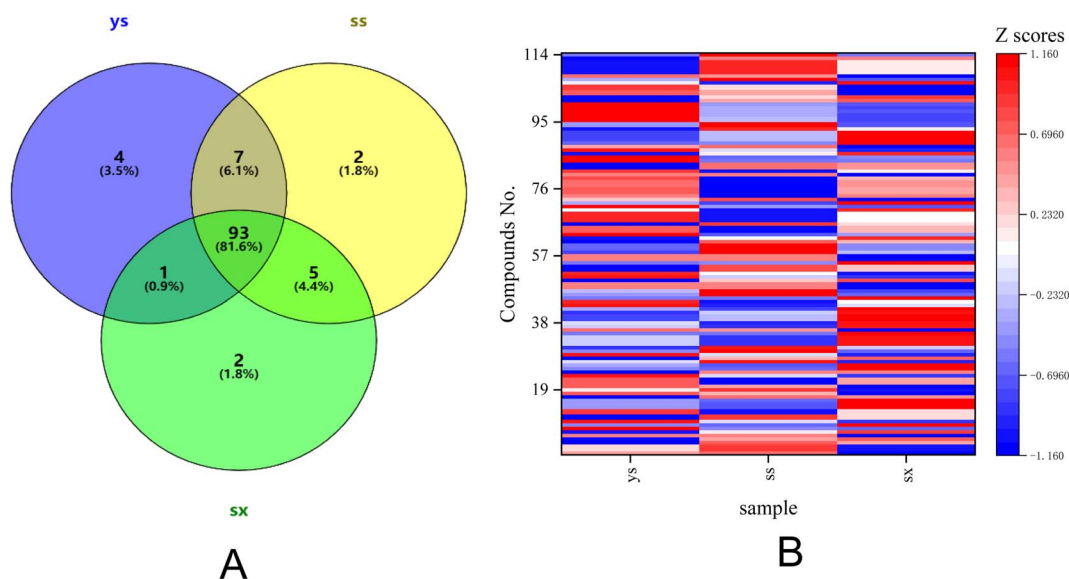 ys
ss
4
(3.5%)
7
(6.1%)
2
(1.8%)
93
(81.6%)
1
(0.9%)
5
(4.4%)
2
(1.8%)
sx
A
Z scores
114
95
76
57
38
19
Compounds No.
1.160
0.6960
0.2320
-0.2320
-0.6960
-1.160
ys
ss
sx
sample
B